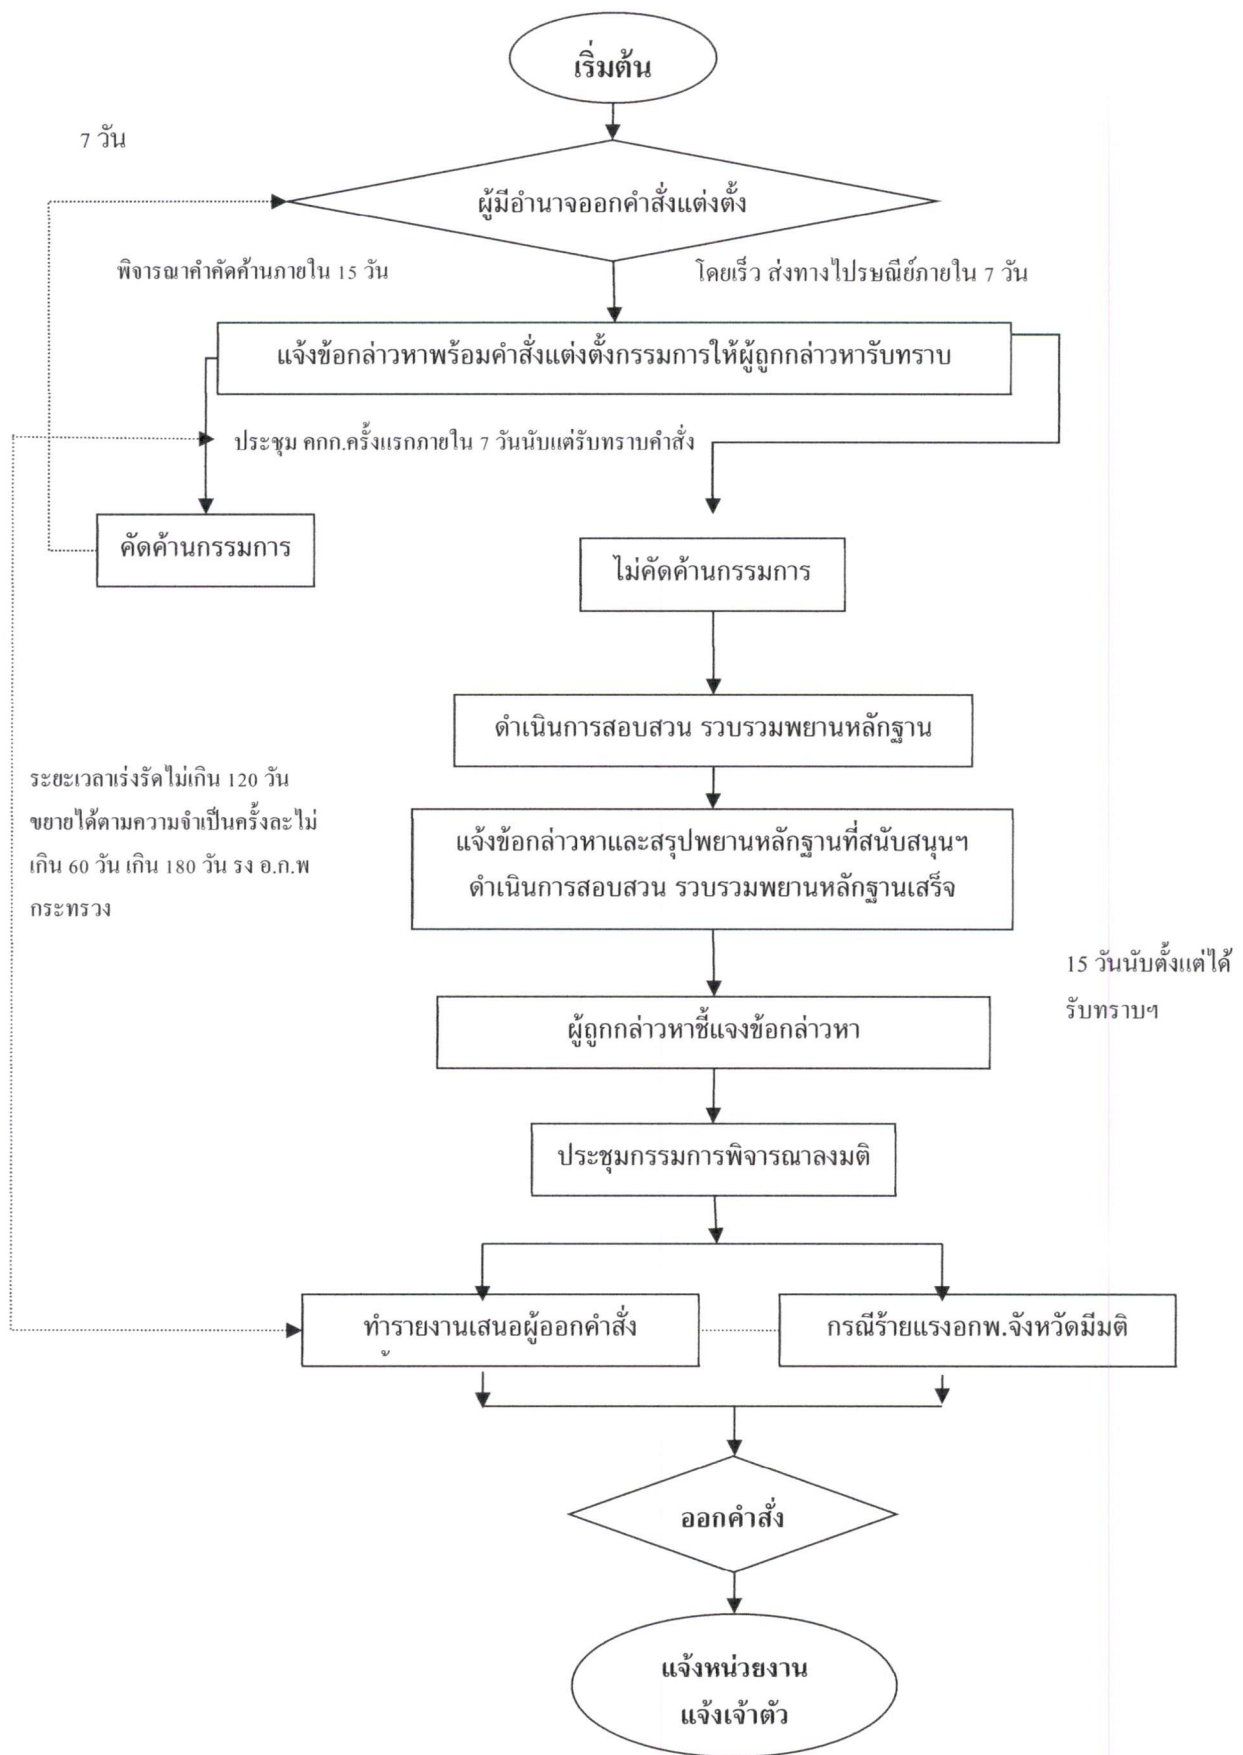 เริ่มต้น
7 วัน
ผู้มีอำนาจออกคำสั่งแต่งตั้ง
พิจารณาคำคัดค้านภายใน 15 วัน
โดยเร็ว ส่งทางไปรษณีย์ภายใน 7 วัน
แจ้งข้อกล่าวหาพร้อมคำสั่งแต่งตั้งกรรมการให้ผู้ถูกกล่าวหารับทราบ
ประชุม คกก.ครั้งแรกภายใน 7 วันนับแต่รับทราบคำสั่ง
คัดค้านกรรมการ
ไม่คัดค้านกรรมการ
ดำเนินการสอบสวน รวบรวมพยานหลักฐาน
ระยะเวลาเร่งรัดไม่เกิน 120 วัน
ขยายได้ตามความจำเป็นครั้งละไม่
เกิน 60 วัน เกิน 180 วัน รง อ.ก.พ
กระทรวง
แจ้งข้อกล่าวหาและสรุปพยานหลักฐานที่สนับสนุนฯ
ดำเนินการสอบสวน รวบรวมพยานหลักฐานเสร็จ
15 วันนับตั้งแต่ได้
รับทราบฯ
ผู้ถูกกล่าวหาชี้แจงข้อกล่าวหา
ประชุมกรรมการพิจารณาลงมติ
ทำรายงานเสนอผู้ออกคำสั่ง
กรณีร้ายแรงอกพ.จังหวัดมีมติ
ออกคำสั่ง
แจ้งหน่วยงาน
แจ้งเจ้าตัว